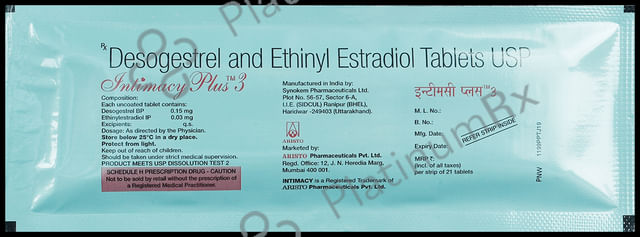 Rx Desogestrel and Ethinyl Estradiol Tablets USP
Intimacy Plus™ 3
Composition:
Each uncoated tablet contains:
Desogestrel BP 0.15 mg
Ethinylestradiol IP 0.03 mg
Excipients: q.s.
Dosage: As directed by the Physician.
Store below 25°C in a dry place.
Protect from light.
Keep out of reach of children.
Should be taken under strict medical supervision.
PRODUCT MEETS USP DISSOLUTION TEST 2
SCHEDULE H PRESCRIPTION DRUG - CAUTION
Not to be sold by retail without the prescription of
a Registered Medical Practitioner.
Manufactured in India by:
Synokem Pharmaceuticals Ltd.
Plot No. 56-57, Sector 6-A,
I.I.E. (SIDCUL) Ranipur (BHEL),
Haridwar -249403 (Uttarakhand).
ARISTO
Marketed by:
ARISTO Pharmaceuticals Pvt. Ltd.
Regd. Office: 12, J. N. Heredia Marg,
Mumbai 400 001.
INTIMACY is a Registered Trademark of
ARISTO Pharmaceuticals Pvt. Ltd.
इन्टीमसी प्लस™ 3
M. L. No.:
B. No.:
Mfg. Date:
Expiry Date:
MRP ₹:
(incl. of all taxes)
per strip of 21 tablets
REFER STRIP INSIDE
PNW 1199PPTJ19
PlatinumBx